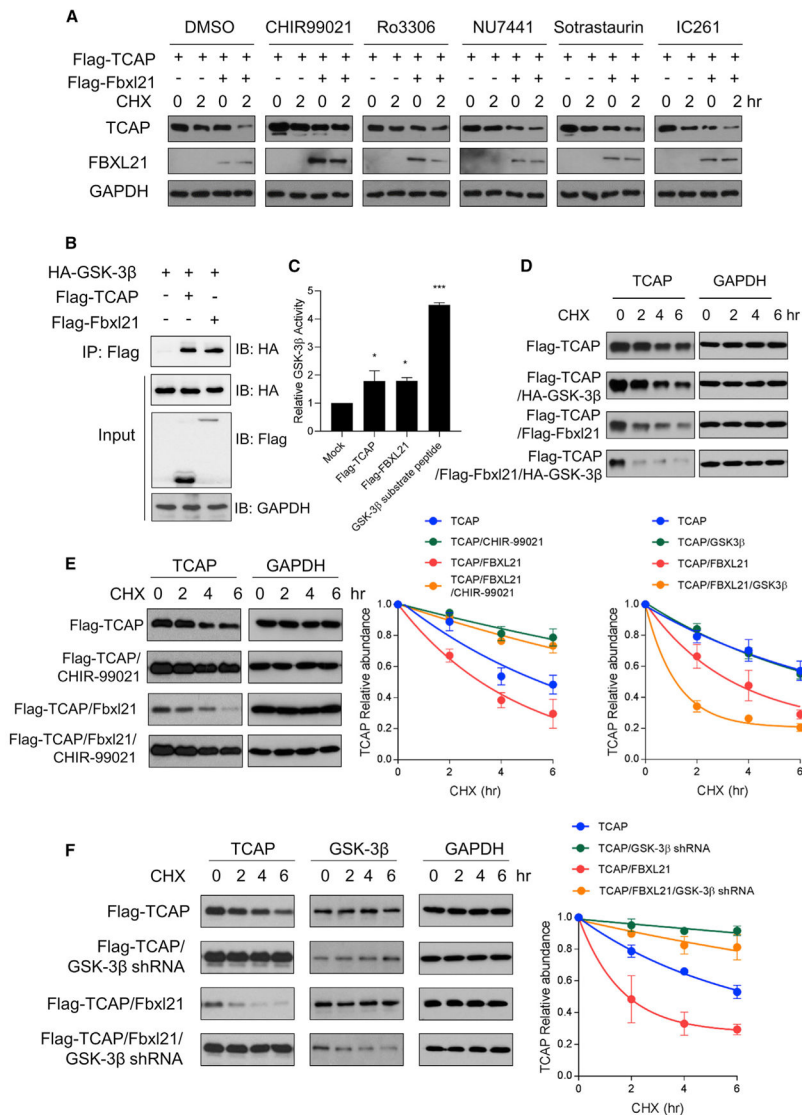 A
DMSO CHIR99021 Ro3306 NU7441 Sotrastaurin IC261
Flag-TCAP + + + + + + + + + + + + + + + + + + + + + + + +
Flag-Fbxl21 - - + + - - + + - - + + - - + + - - + + - - + +
CHX 0 2 0 2 0 2 0 2 0 2 0 2 0 2 0 2 0 2 0 2 0 2 0 2 hr
TCAP
FBXL21
GAPDH
B
HA-GSK-3β + + +
Flag-TCAP - + -
Flag-Fbxl21 - - +
IP: Flag IB: HA
IB: HA
Input IB: Flag
IB: GAPDH
C
Relative GSK-3β Activity
5
4
3
2
1
0
* * ***
Mock
Flag-TCAP
Flag-FBXL21
GSK-3β substrate peptide
D
TCAP GAPDH
CHX 0 2 4 6 0 2 4 6 hr
Flag-TCAP
Flag-TCAP
/HA-GSK-3β
Flag-TCAP
/Flag-Fbxl21
Flag-TCAP
/Flag-Fbxl21/HA-GSK-3β
E
TCAP GAPDH
CHX 0 2 4 6 0 2 4 6 hr
Flag-TCAP
Flag-TCAP/
CHIR-99021
Flag-TCAP/Fbxl21
Flag-TCAP/Fbxl21/
CHIR-99021
TCAP
TCAP/CHIR-99021
TCAP/FBXL21
TCAP/FBXL21
/CHIR-99021
TCAP Relative abundance
1.0
0.8
0.6
0.4
0.2
0.0
0 2 4 6
CHX (hr)
TCAP
TCAP/GSK3β
TCAP/FBXL21
TCAP/FBXL21/GSK3β
TCAP Relative abundance
1.0
0.8
0.6
0.4
0.2
0.0
0 2 4 6
CHX (hr)
F
TCAP GSK-3β GAPDH
CHX 0 2 4 6 0 2 4 6 0 2 4 6 hr
Flag-TCAP
Flag-TCAP/
GSK-3β shRNA
Flag-TCAP/Fbxl21
Flag-TCAP/Fbxl21/
GSK-3β shRNA
TCAP
TCAP/GSK-3β shRNA
TCAP/FBXL21
TCAP/FBXL21/GSK-3β shRNA
TCAP Relative abundance
1.0
0.8
0.6
0.4
0.2
0.0
0 2 4 6
CHX (hr)